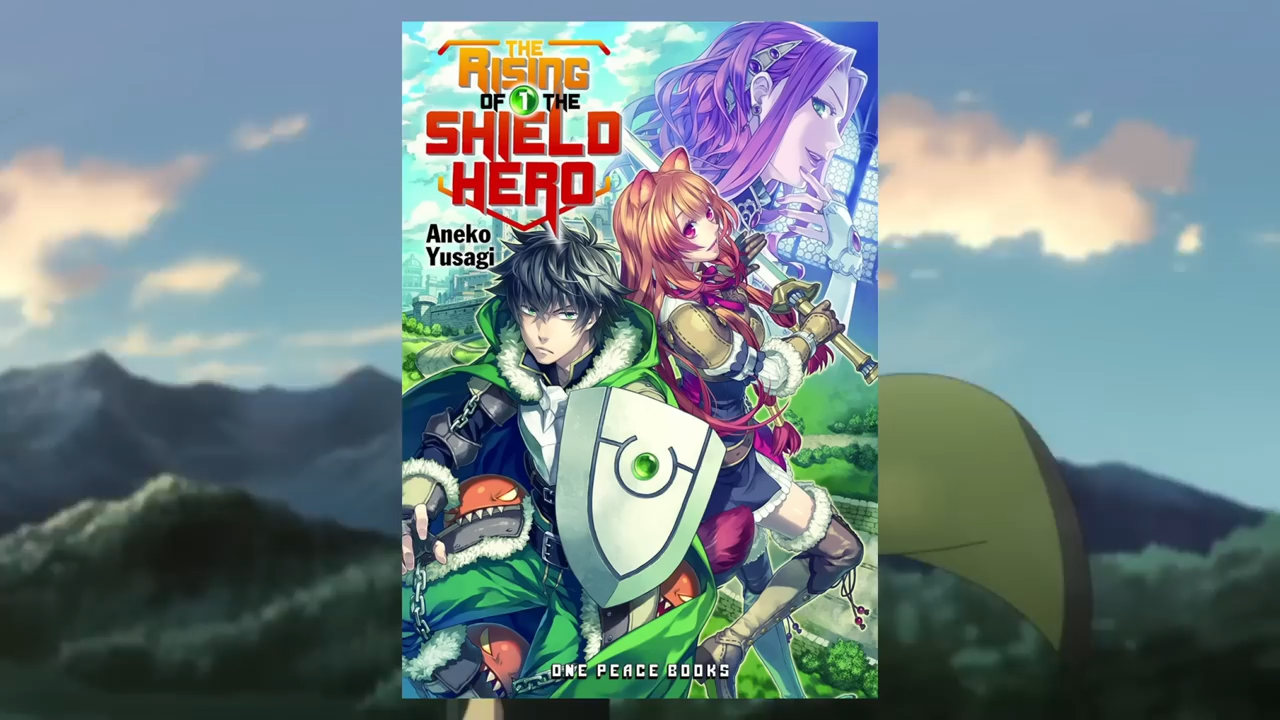 THE
RISING
OF 1 THE
SHIELD
HERO
Aneko
Yusagi
ONE PEACE BOOKS